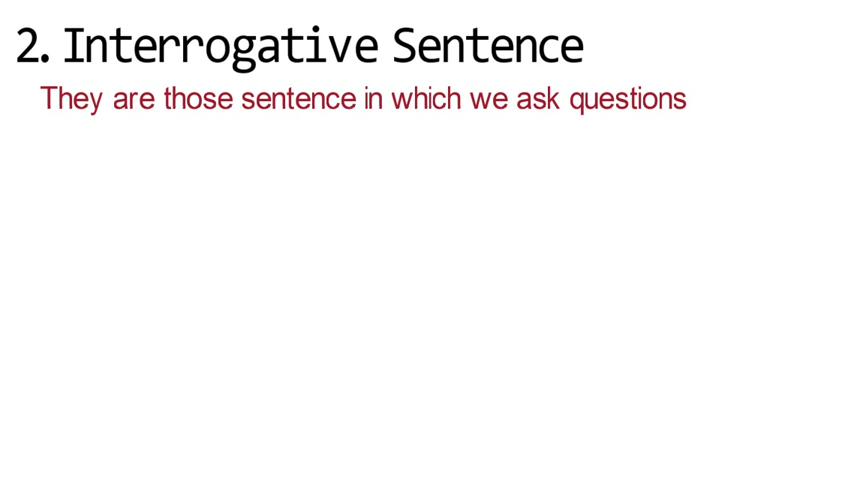 2. Interrogative Sentence
They are those sentence in which we ask questions